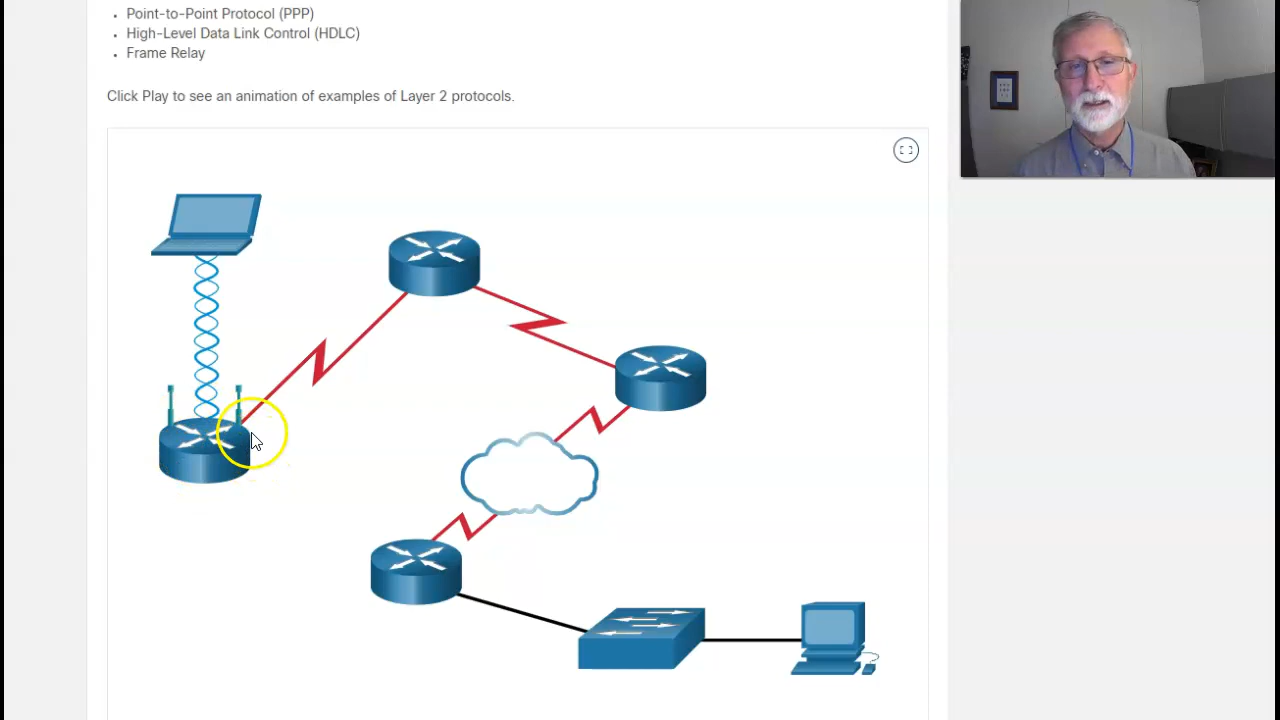 Point-to-Point Protocol (PPP)
High-Level Data Link Control (HDLC)
Frame Relay
Click Play to see an animation of examples of Layer 2 protocols.